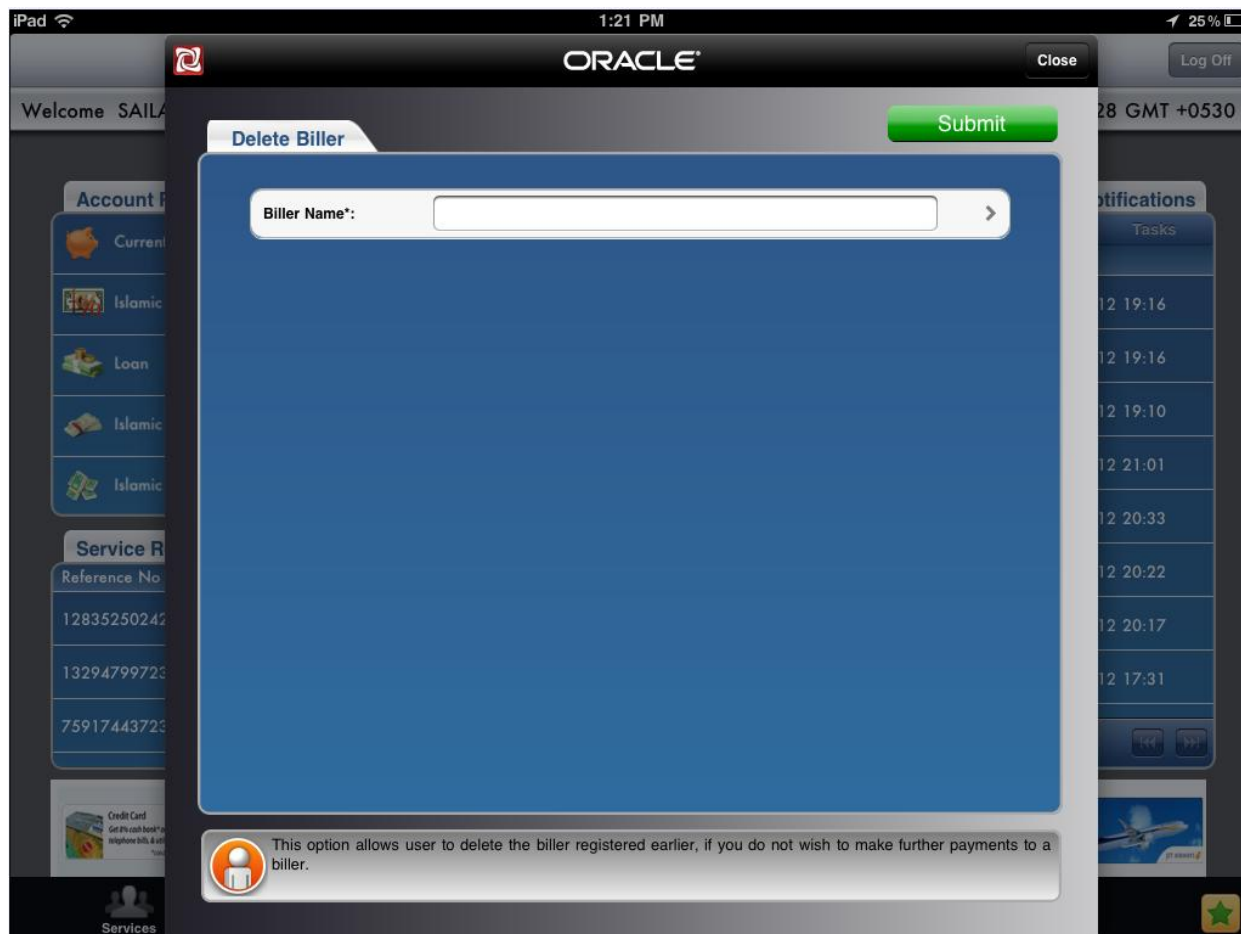 iPad 1:21 PM 25%
ORACLE Close Log Off
Welcome SAILA 28 GMT +0530
Submit
Delete Biller
Biller Name*:
Account P
Current
Islamic
Loan
Islamic
Islamic
Service R
Reference No
12835250242
13294799723
75917443723
otifications
Tasks
12 19:16
12 19:16
12 19:10
12 21:01
12 20:33
12 20:22
12 20:17
12 17:31
Credit Card
This option allows user to delete the biller registered earlier, if you do not wish to make further payments to a
biller.
Services